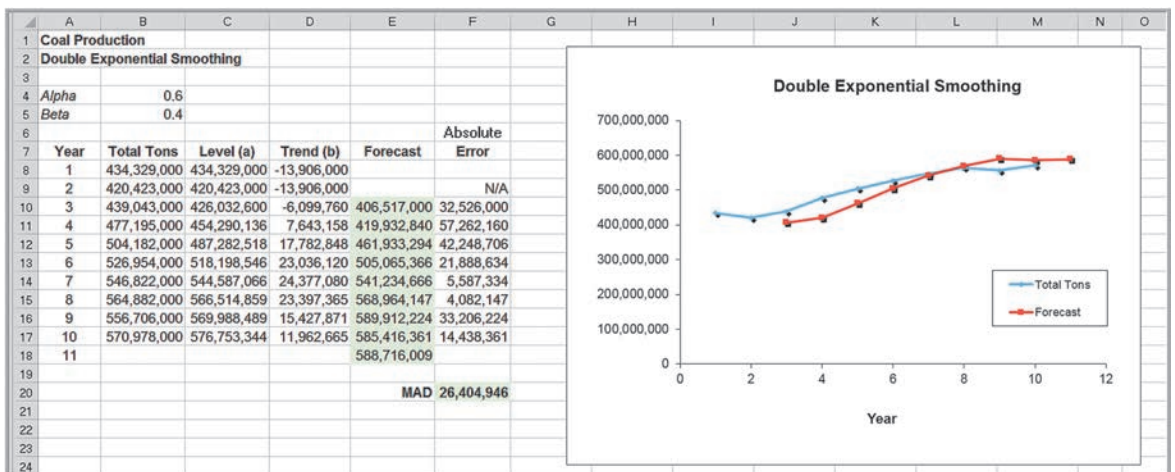 A B C D E F G H I J K L M N O
1 Coal Production
2 Double Exponential Smoothing
3
4 Alpha 0.6
5 Beta 0.4
6 Absolute
7 Year Total Tons Level (a) Trend (b) Forecast Error
8 1 434,329,000 434,329,000 -13,906,000
9 2 420,423,000 420,423,000 -13,906,000 N/A
10 3 439,043,000 426,032,600 -6,099,760 406,517,000 32,526,000
11 4 477,195,000 454,290,136 7,643,158 419,932,840 57,262,160
12 5 504,182,000 487,282,518 17,782,848 461,933,294 42,248,706
13 6 526,954,000 518,198,546 23,036,120 505,065,366 21,888,634
14 7 546,822,000 544,587,066 24,377,080 541,234,666 5,587,334
15 8 564,882,000 566,514,859 23,397,365 568,964,147 4,082,147
16 9 556,706,000 569,988,489 15,427,871 589,912,224 33,206,224
17 10 570,978,000 576,753,344 11,962,665 585,416,361 14,438,361
18 11 588,716,009
19
20 MAD 26,404,946
21
22
23
24
Double Exponential Smoothing
700,000,000
600,000,000
500,000,000
400,000,000
300,000,000
200,000,000
100,000,000
0
0 2 4 6 8 10 12
Year
Total Tons
Forecast